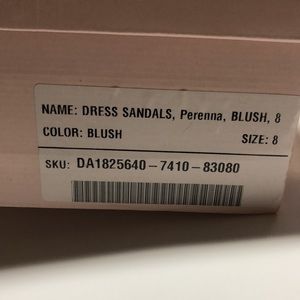 NAME: DRESS SANDALS, Perenna, BLUSH, 8
COLOR: BLUSH SIZE: 8
SKU: DA1825640-7410-83080